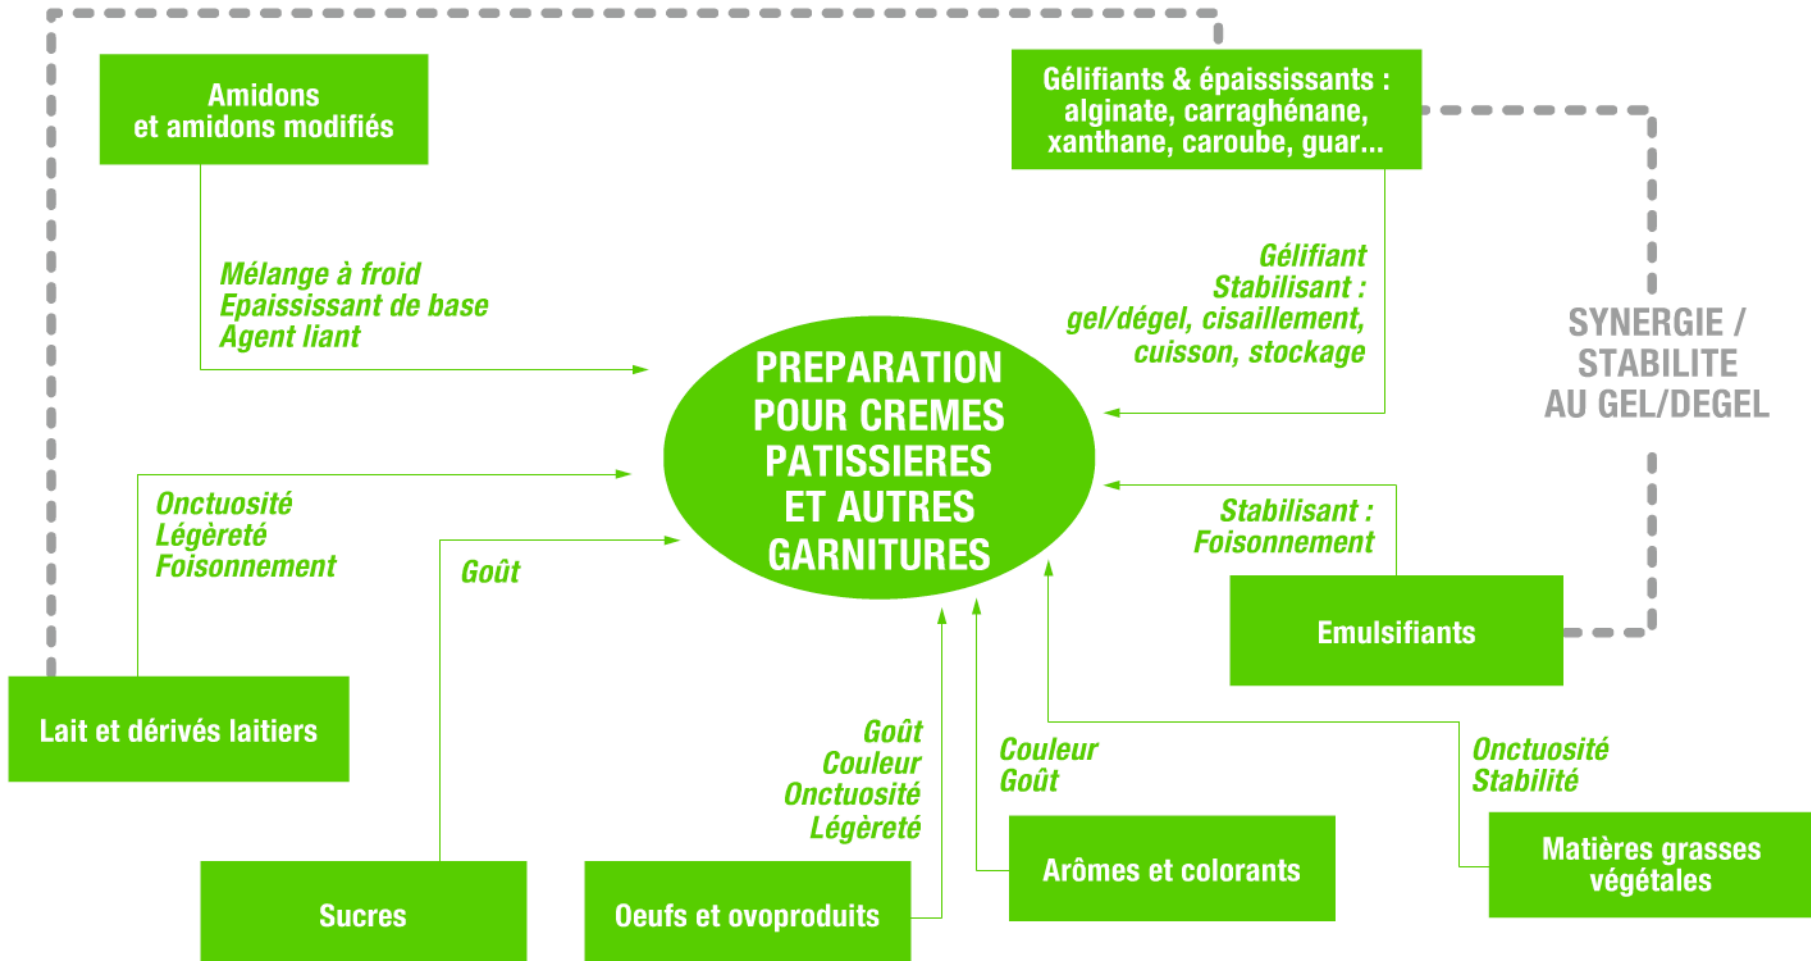 Amidons
et amidons modifiés
Gélifiants & épaississants :
alginate, carraghénane,
xanthane, caroube, guar...
Mélange à froid
Epaississant de base
Agent liant
Gélifiant
Stabilisant :
gel/dégel, cisaillement,
cuisson, stockage
SYNERGIE /
STABILITE
AU GEL/DEGEL
PREPARATION
POUR CREMES
PATISSIERES
ET AUTRES
GARNITURES
Onctuosité
Légèreté
Foisonnement
Goût
Stabilisant :
Foisonnement
Emulsifiants
Lait et dérivés laitiers
Goût
Couleur
Onctuosité
Légèreté
Couleur
Goût
Onctuosité
Stabilité
Sucres
Oeufs et ovoproduits
Arômes et colorants
Matières grasses
végétales